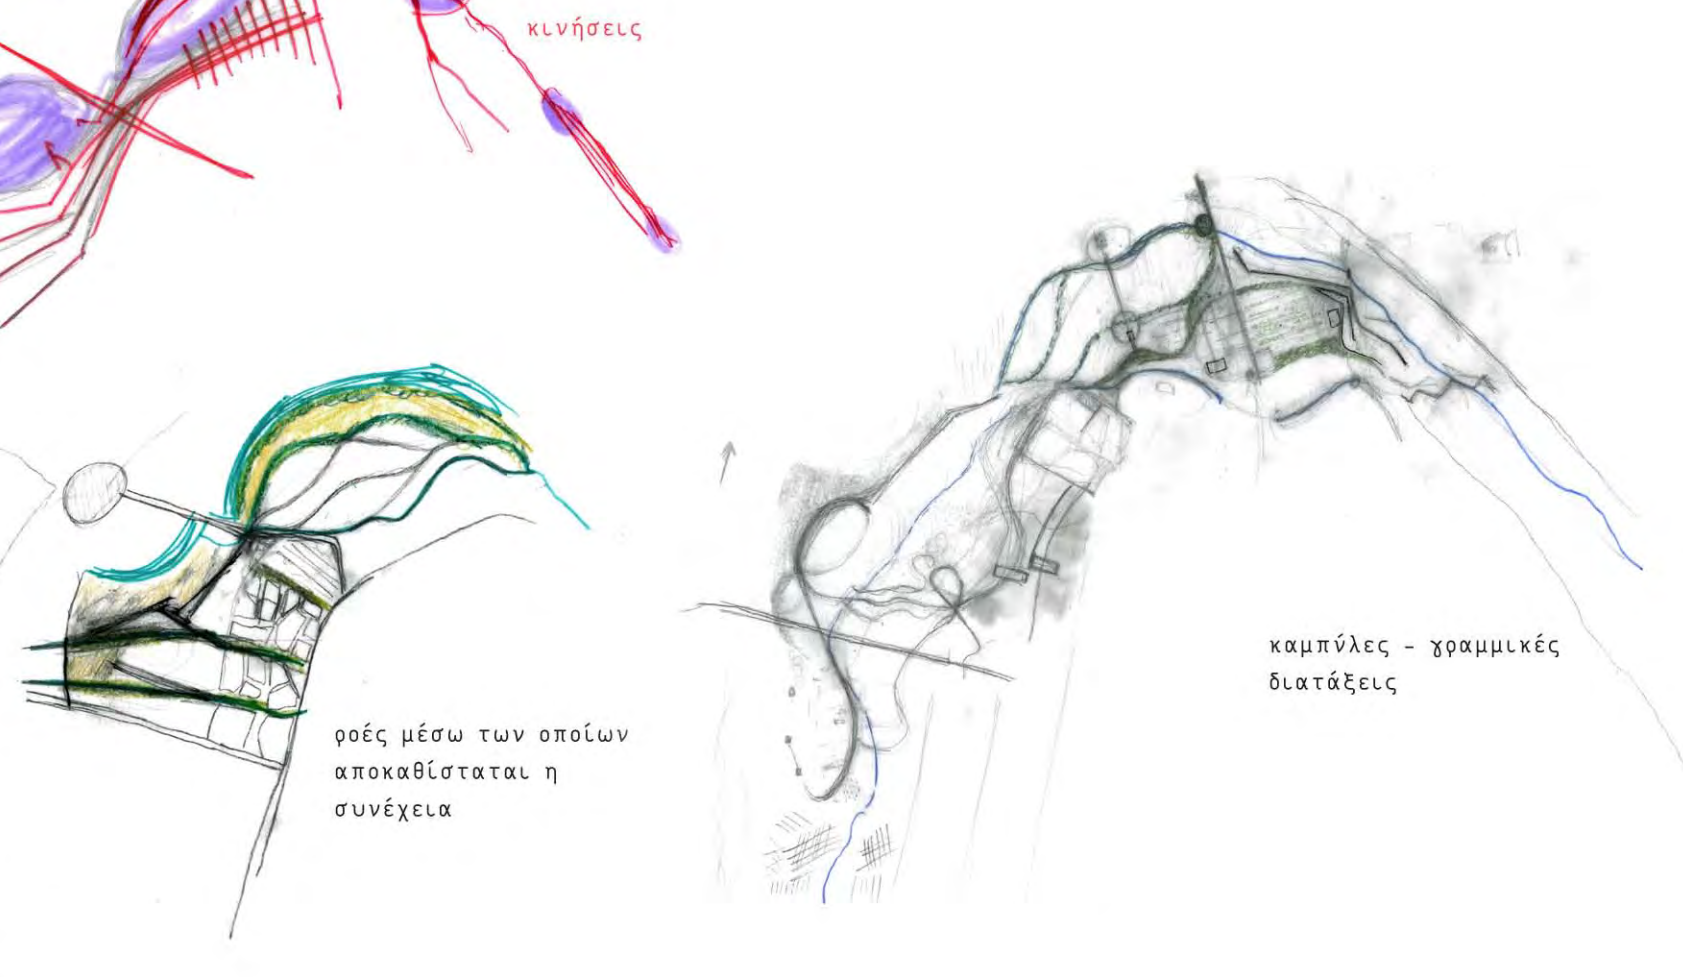 κινήσεις
ροές μέσω των οποίων
αποκαθίσταται η
συνέχεια
καμπύλες - γραμμικές
διατάξεις